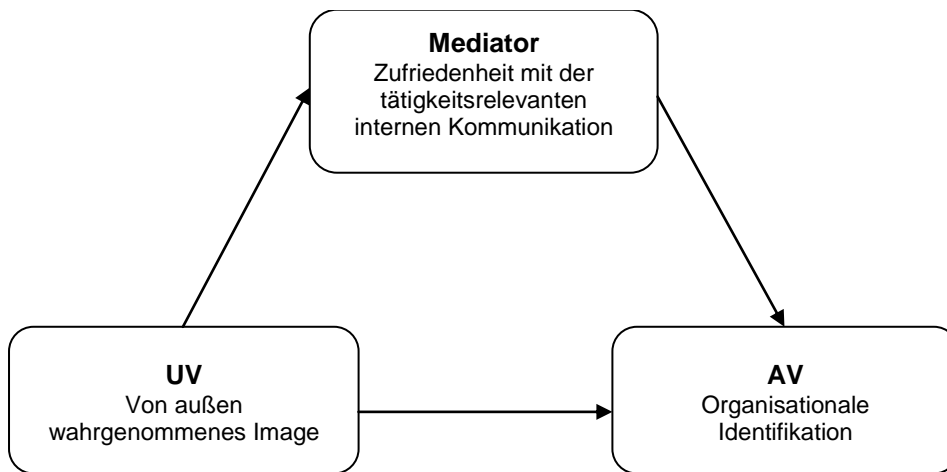 Mediator
Zufriedenheit mit der
tätigkeitsrelevanten
internen Kommunikation
UV
Von außen
wahrgenommenes Image
AV
Organisationale
Identifikation